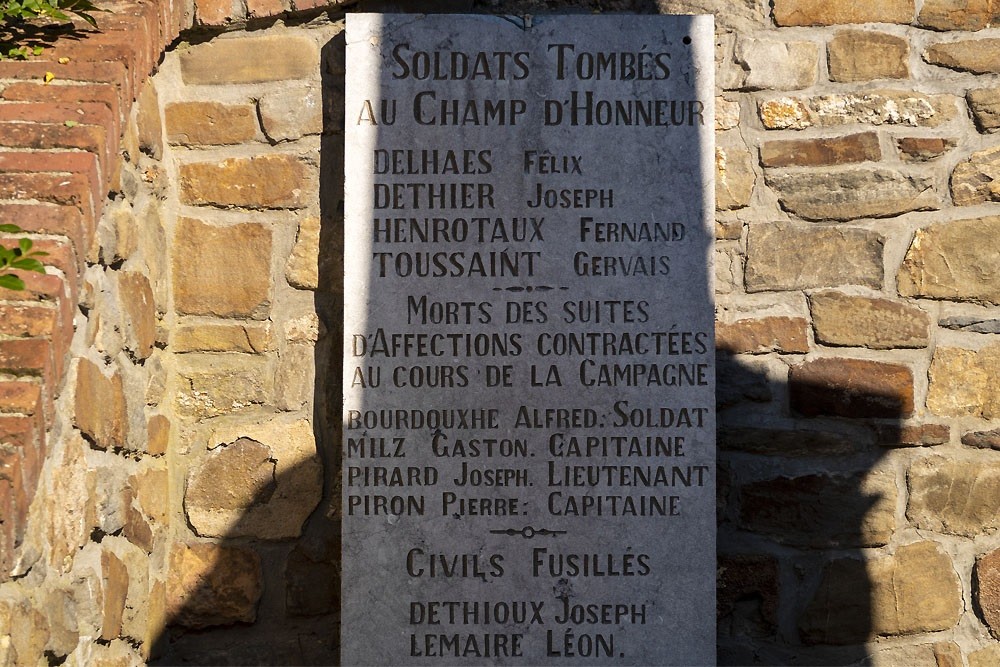 SOLDATS TOMBÉS
AU CHAMP D'HONNEUR
DELHAES FÉLIX
DETHIER JOSEPH
HENROTAUX FERNAND
TOUSSAINT GERVAIS
MORTS DES SUITES
D'AFFECTIONS CONTRACTÉES
AU COURS DE LA CAMPAGNE
BOURDOUXHE ALFRED: SOLDAT
MILZ GASTON. CAPITAINE
PIRARD JOSEPH. LIEUTENANT
PIRON PIERRE: CAPITAINE
CIVILS FUSILLÉS
DETHIOUX JOSEPH
LEMAIRE LÉON.